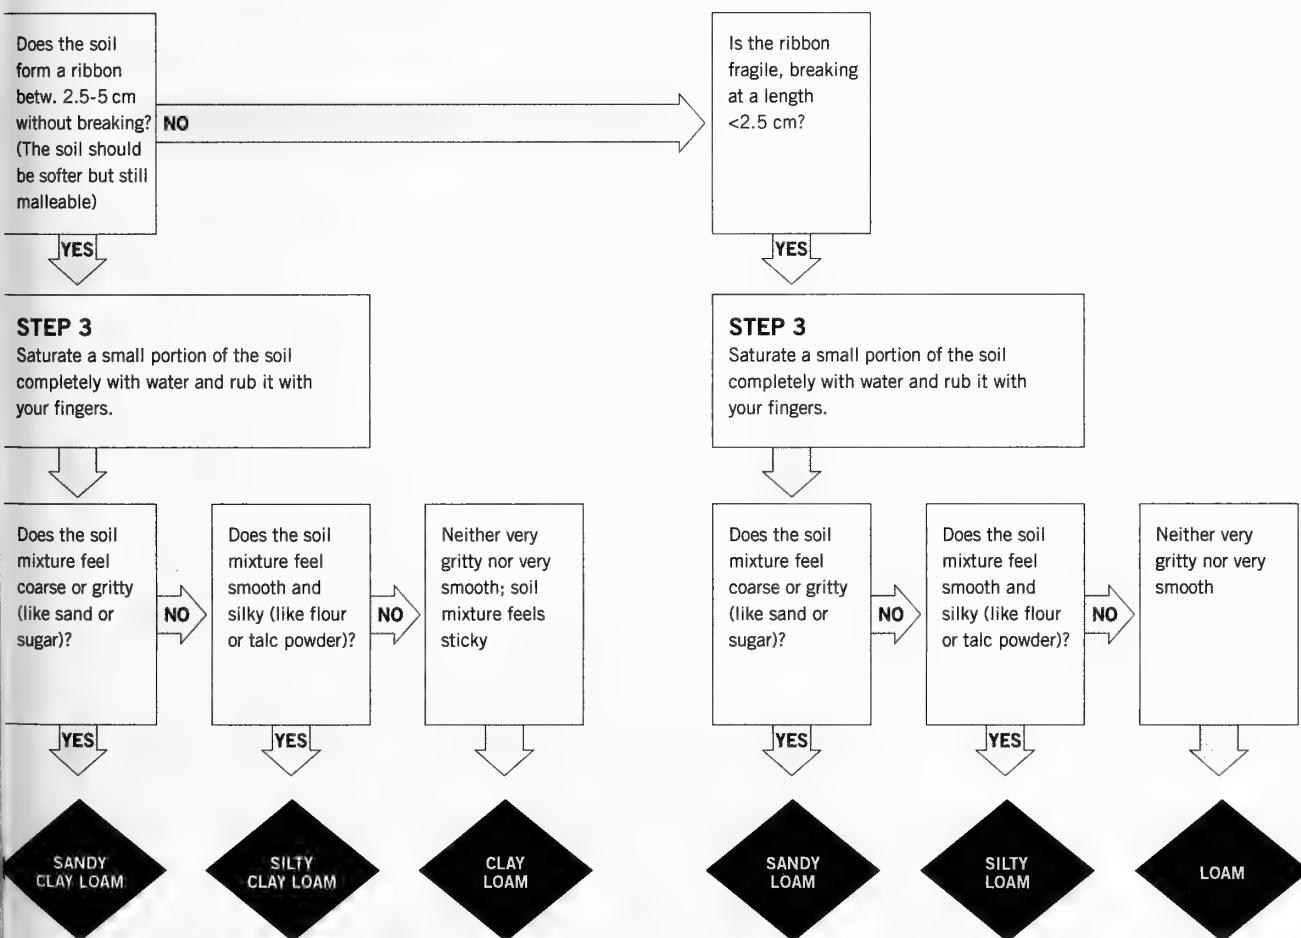 Does the soil
form a ribbon
betw. 2.5-5 cm
without breaking?
(The soil should
be softer but still
malleable)
NO
Is the ribbon
fragile, breaking
at a length
<2.5 cm?
YES
YES
STEP 3
Saturate a small portion of the soil
completely with water and rub it with
your fingers.
STEP 3
Saturate a small portion of the soil
completely with water and rub it with
your fingers.
Does the soil
mixture feel
coarse or gritty
(like sand or
sugar)?
NO
Does the soil
mixture feel
smooth and
silky (like flour
or talc powder)?
NO
Neither very
gritty nor very
smooth; soil
mixture feels
sticky
Does the soil
mixture feel
coarse or gritty
(like sand or
sugar)?
NO
Does the soil
mixture feel
smooth and
silky (like flour
or talc powder)?
NO
Neither very
gritty nor very
smooth
YES
YES
YES
YES
SANDY
CLAY LOAM
SILTY
CLAY LOAM
CLAY
LOAM
SANDY
LOAM
SILTY
LOAM
LOAM